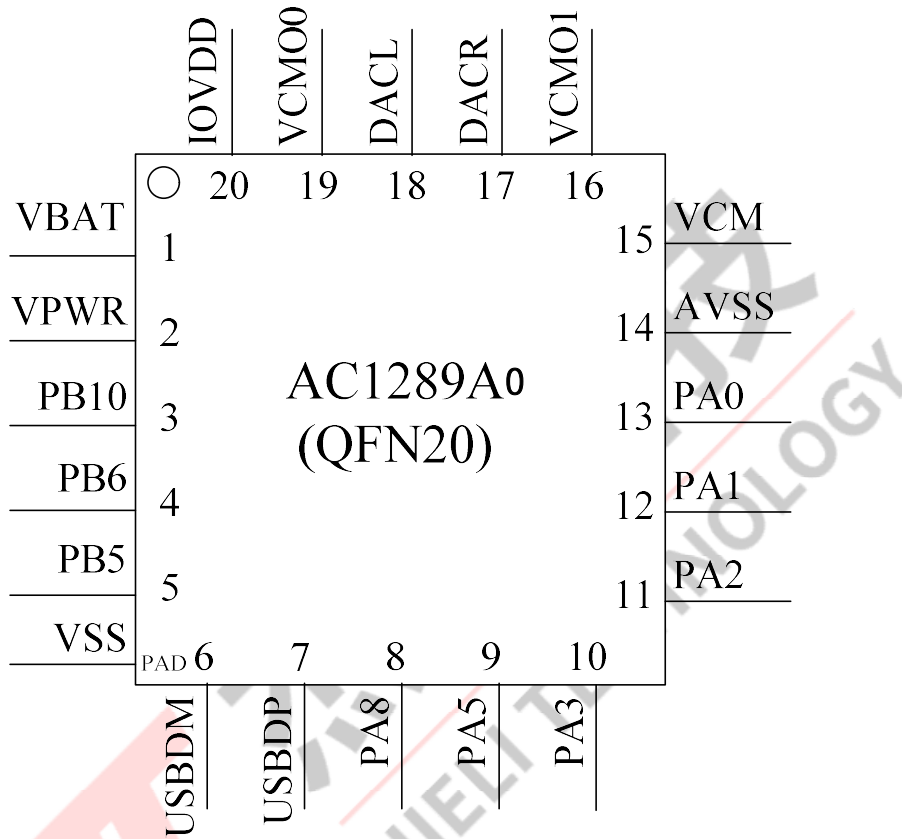 IOVDD
VCMO0
DACL
DACR
VCMO1
20
19
18
17
16
VBAT 1
VPWR 2
PB10 3
PB6 4
PB5 5
VSS PAD
AC1289A0
(QFN20)
15 VCM
14 AVSS
13 PA0
12 PA1
11 PA2
6
7
8
9
10
USBDM
USBDP
PA8
PA5
PA3
技